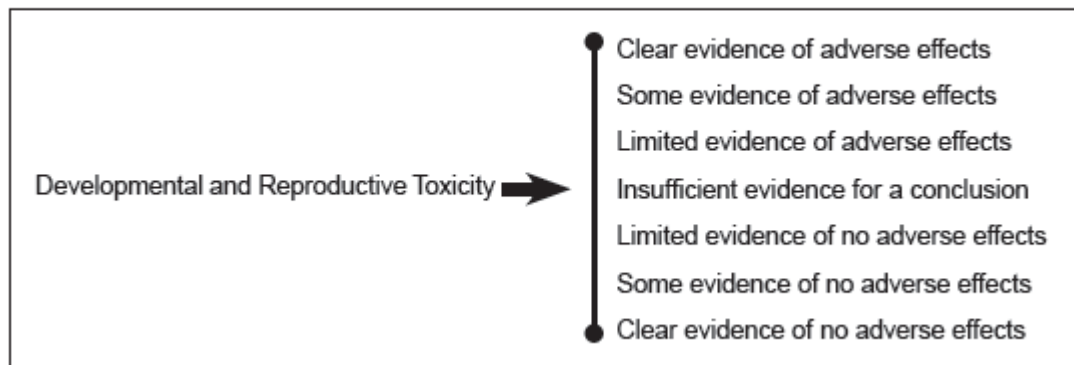 Clear evidence of adverse effects
Some evidence of adverse effects
Limited evidence of adverse effects
Developmental and Reproductive Toxicity
Insufficient evidence for a conclusion
Limited evidence of no adverse effects
Some evidence of no adverse effects
Clear evidence of no adverse effects